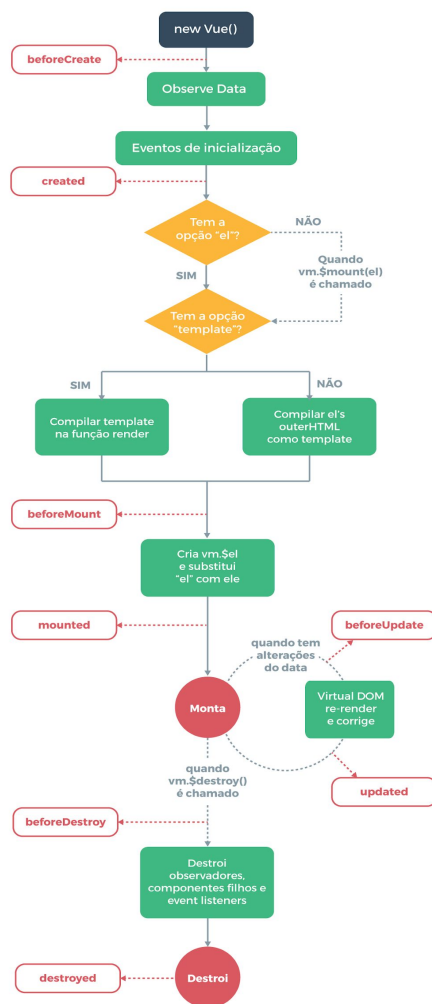 new Vue()
beforeCreate
Observe Data
Eventos de inicialização
created
Tem a
opção "el"?
NÃO
Quando
vm.$mount(el)
é chamado
SIM
Tem a opção
"template"?
SIM
NÃO
Compilar template
na função render
Compilar el's
outerHTML
como template
beforeMount
Cria vm.$el
e substitui
"el" com ele
mounted
quando tem
alterações
do data
beforeUpdate
Monta
Virtual DOM
re-render
e corrige
quando
vm.$destroy()
é chamado
updated
beforeDestroy
Destroi
observadores,
componentes filhos e
event listeners
destroyed
Destroi